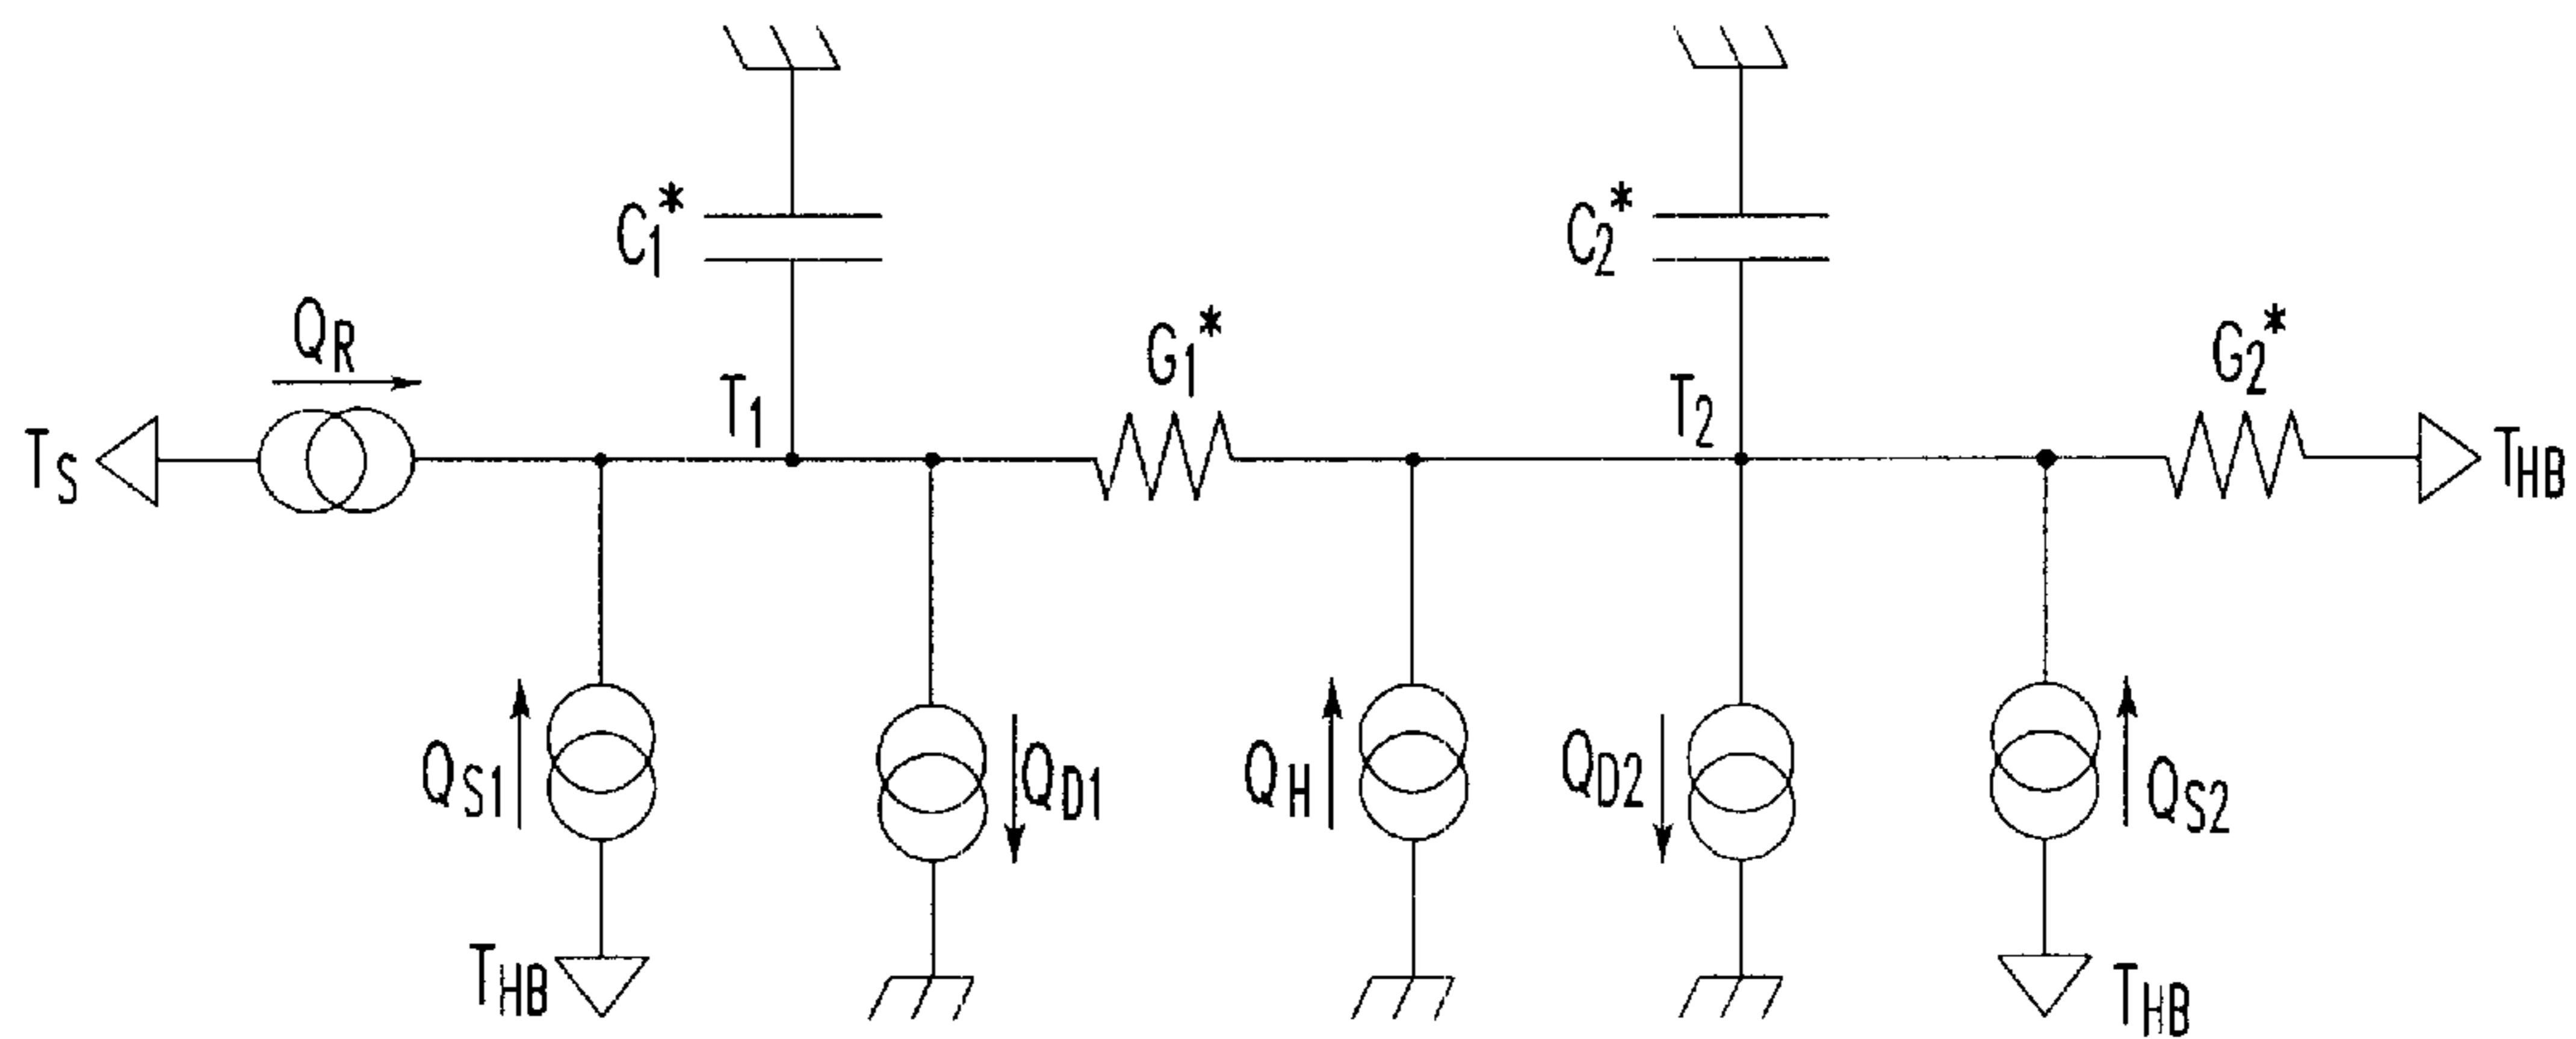 C1*
C2*
QR
G1*
G2*
TS
T1
T2
THB
QS1
QD1
QH
QD2
QS2
THB
THB